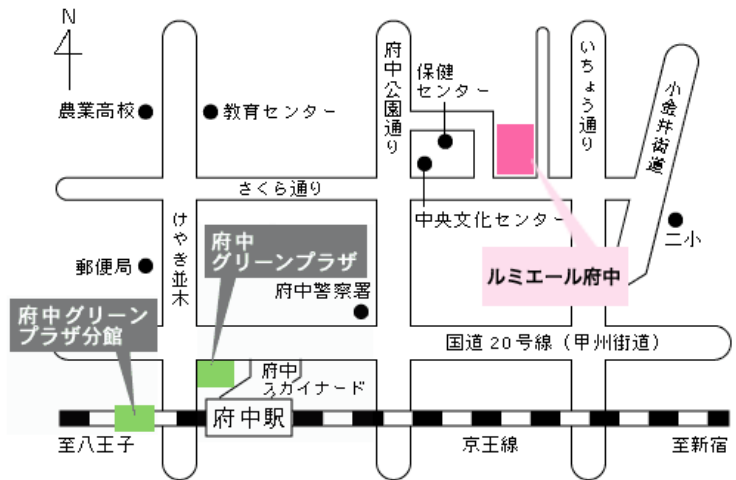 N
農業高校
教育センター
府中公園通り
保健
センター
いちょう通り
小金井街道
さくら通り
中央文化センター
二小
けやき並木
郵便局
府中
グリーンプラザ
府中警察署
ルミエール府中
府中グリーン
プラザ分館
国道20号線（甲州街道）
府中
スカイナード
府中駅
至八王子
京王線
至新宿